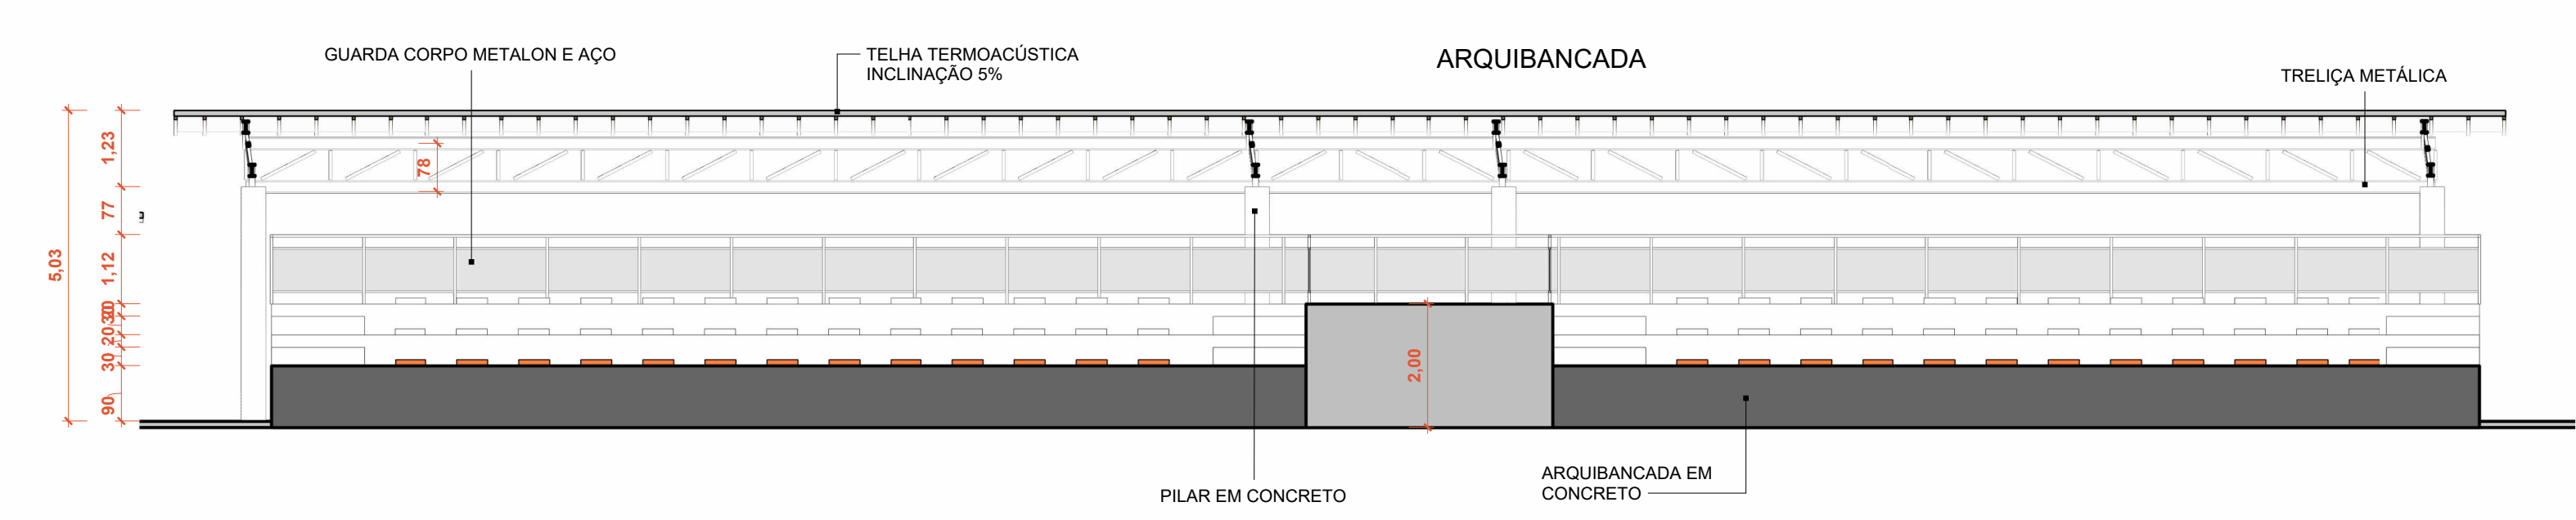 ARQUIBANCADA
GUARDA CORPO METALON E AÇO
TELHA TERMOACÚSTICA
INCLINAÇÃO 5%
TRELIÇA METÁLICA
1,23
78
77
5,03
1,12
20
30
20
30
90
2,00
ARQUIBANCADA EM
CONCRETO
PILAR EM CONCRETO